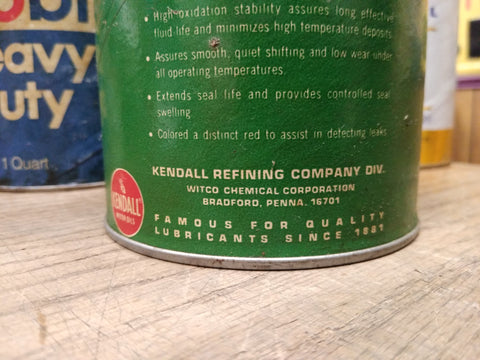 • High oxidation stability assures long effective
fluid life and minimizes high temperature deposits.
• Assures smooth, quiet shifting and low wear under
all operating temperatures.
• Extends seal life and provides controlled seal
swelling.
• Colored a distinct red to assist in detecting leaks.
KENDALL REFINING COMPANY DIV.
WITCO CHEMICAL CORPORATION
BRADFORD, PENNA. 16701
FAMOUS FOR QUALITY
LUBRICANTS SINCE 1881
KENDALL
MOTOR OILS
obil
eavy
uty
1 Quart